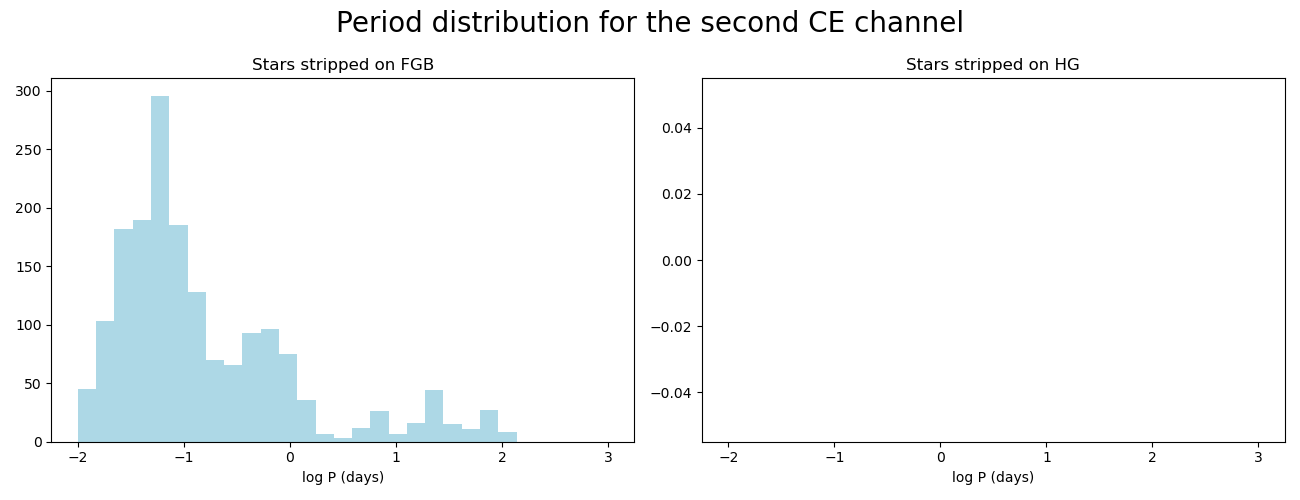 Period distribution for the second CE channel
Stars stripped on FGB
300
250
200
150
100
50
0
−2 −1 0 1 2 3
log P (days)
Stars stripped on HG
0.04
0.02
0.00
−0.02
−0.04
−2 −1 0 1 2 3
log P (days)